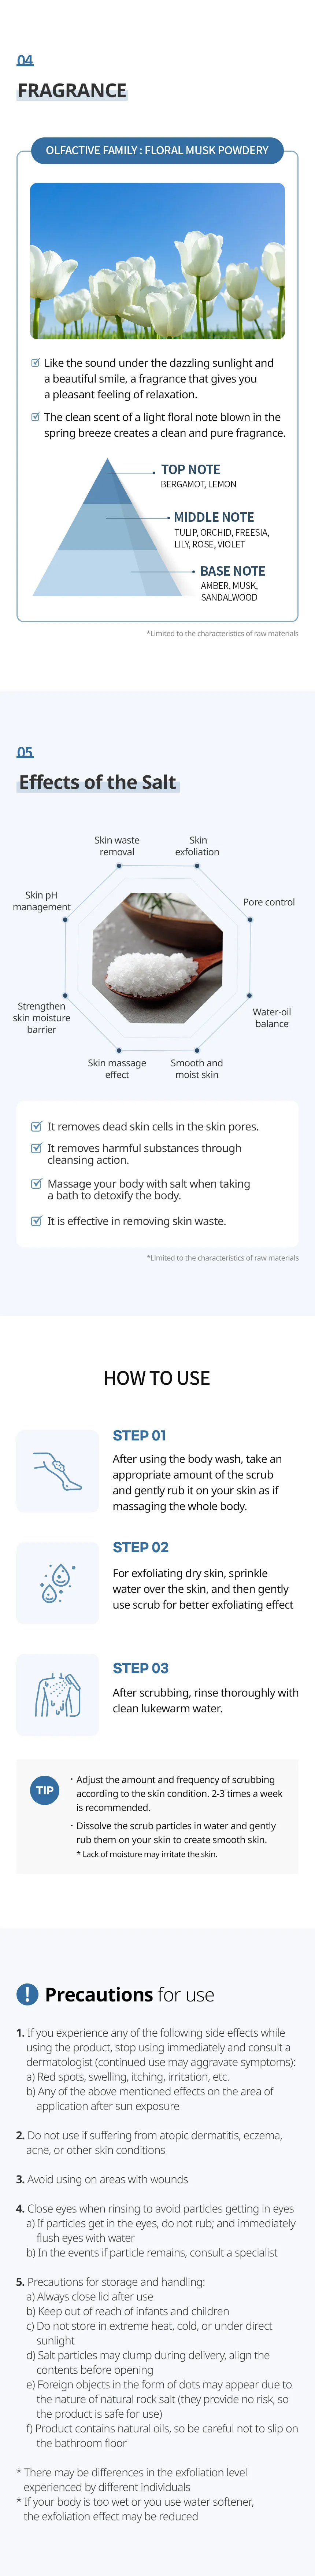 04
FRAGRANCE
OLFACTIVE FAMILY : FLORAL MUSK POWDERY
Like the sound under the dazzling sunlight and
a beautiful smile, a fragrance that gives you
a pleasant feeling of relaxation.
The clean scent of a light floral note blown in the
spring breeze creates a clean and pure fragrance.
TOP NOTE
BERGAMOT, LEMON
MIDDLE NOTE
TULIP, ORCHID, FREESIA,
LILY, ROSE, VIOLET
BASE NOTE
AMBER, MUSK,
SANDALWOOD
*Limited to the characteristics of raw materials
05
Effects of the Salt
Skin waste
removal
Skin
exfoliation
Skin pH
management
Pore control
Strengthen
skin moisture
barrier
Water-oil
balance
Skin massage
effect
Smooth and
moist skin
It removes dead skin cells in the skin pores.
It removes harmful substances through
cleansing action.
Massage your body with salt when taking
a bath to detoxify the body.
It is effective in removing skin waste.
*Limited to the characteristics of raw materials
HOW TO USE
STEP 01
After using the body wash, take an
appropriate amount of the scrub
and gently rub it on your skin as if
massaging the whole body.
STEP 02
For exfoliating dry skin, sprinkle
water over the skin, and then gently
use scrub for better exfoliating effect
STEP 03
After scrubbing, rinse thoroughly with
clean lukewarm water.
TIP
· Adjust the amount and frequency of scrubbing
according to the skin condition. 2-3 times a week
is recommended.
· Dissolve the scrub particles in water and gently
rub them on your skin to create smooth skin.
* Lack of moisture may irritate the skin.
! Precautions for use
1. If you experience any of the following side effects while
using the product, stop using immediately and consult a
dermatologist (continued use may aggravate symptoms):
a) Red spots, swelling, itching, irritation, etc.
b) Any of the above mentioned effects on the area of
application after sun exposure
2. Do not use if suffering from atopic dermatitis, eczema,
acne, or other skin conditions
3. Avoid using on areas with wounds
4. Close eyes when rinsing to avoid particles getting in eyes
a) If particles get in the eyes, do not rub; and immediately
flush eyes with water
b) In the events if particle remains, consult a specialist
5. Precautions for storage and handling:
a) Always close lid after use
b) Keep out of reach of infants and children
c) Do not store in extreme heat, cold, or under direct
sunlight
d) Salt particles may clump during delivery, align the
contents before opening
e) Foreign objects in the form of dots may appear due to
the nature of natural rock salt (they provide no risk, so
the product is safe for use)
f) Product contains natural oils, so be careful not to slip on
the bathroom floor
* There may be differences in the exfoliation level
experienced by different individuals
* If your body is too wet or you use water softener,
the exfoliation effect may be reduced